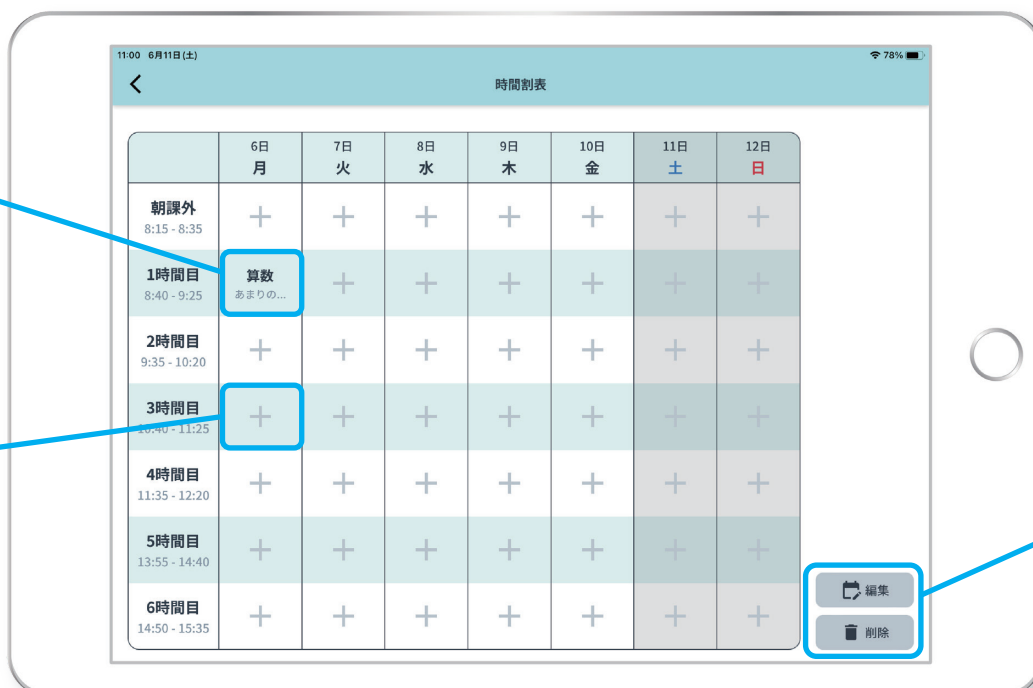 11:00 6月11日(土)
78%
時間割表
6日 7日 8日 9日 10日 11日 12日
月 火 水 木 金 土 日
朝課外
8:15 - 8:35
1時間目 算数
8:40 - 9:25 あまりの...
2時間目
9:35 - 10:20
3時間目
10:40 - 11:25
4時間目
11:35 - 12:20
5時間目
13:55 - 14:40
編集
6時間目
14:50 - 15:35
削除